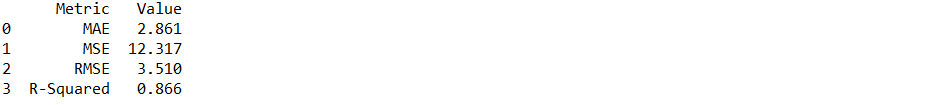 Metric Value
0 MAE 2.861
1 MSE 12.317
2 RMSE 3.510
3 R-Squared 0.866